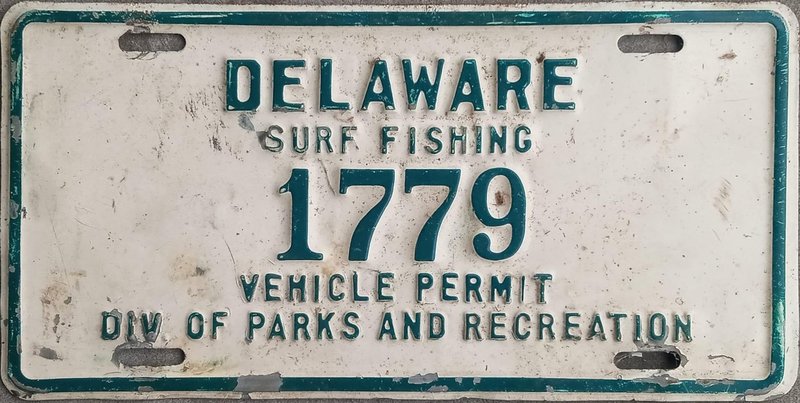 DELAWARE
SURF FISHING
1779
VEHICLE PERMIT
DIV. OF PARKS AND RECREATION